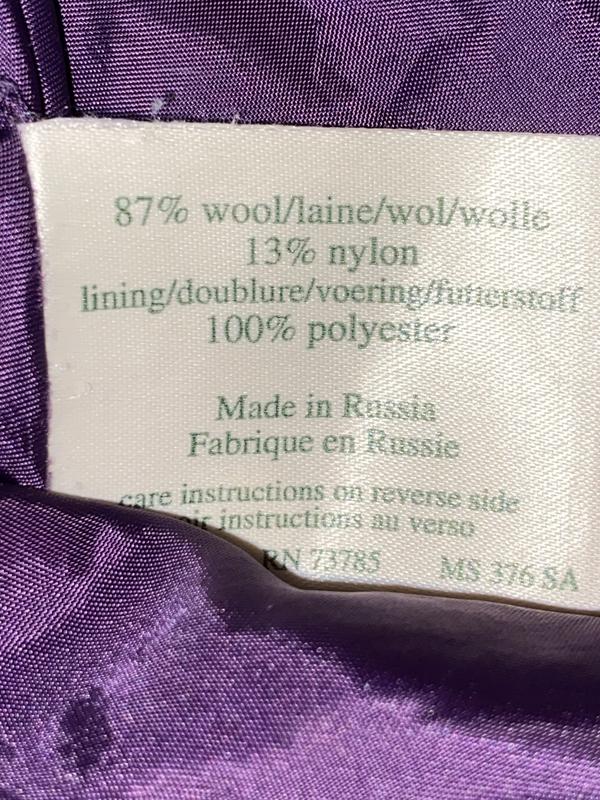 87% wool/laine/wol/wolle
13% nylon
lining/doublure/voering/futterstoff
100% polyester
Made in Russia
Fabrique en Russie
care instructions on reverse side
instructions au verso
RN 73785 MS 376 SA